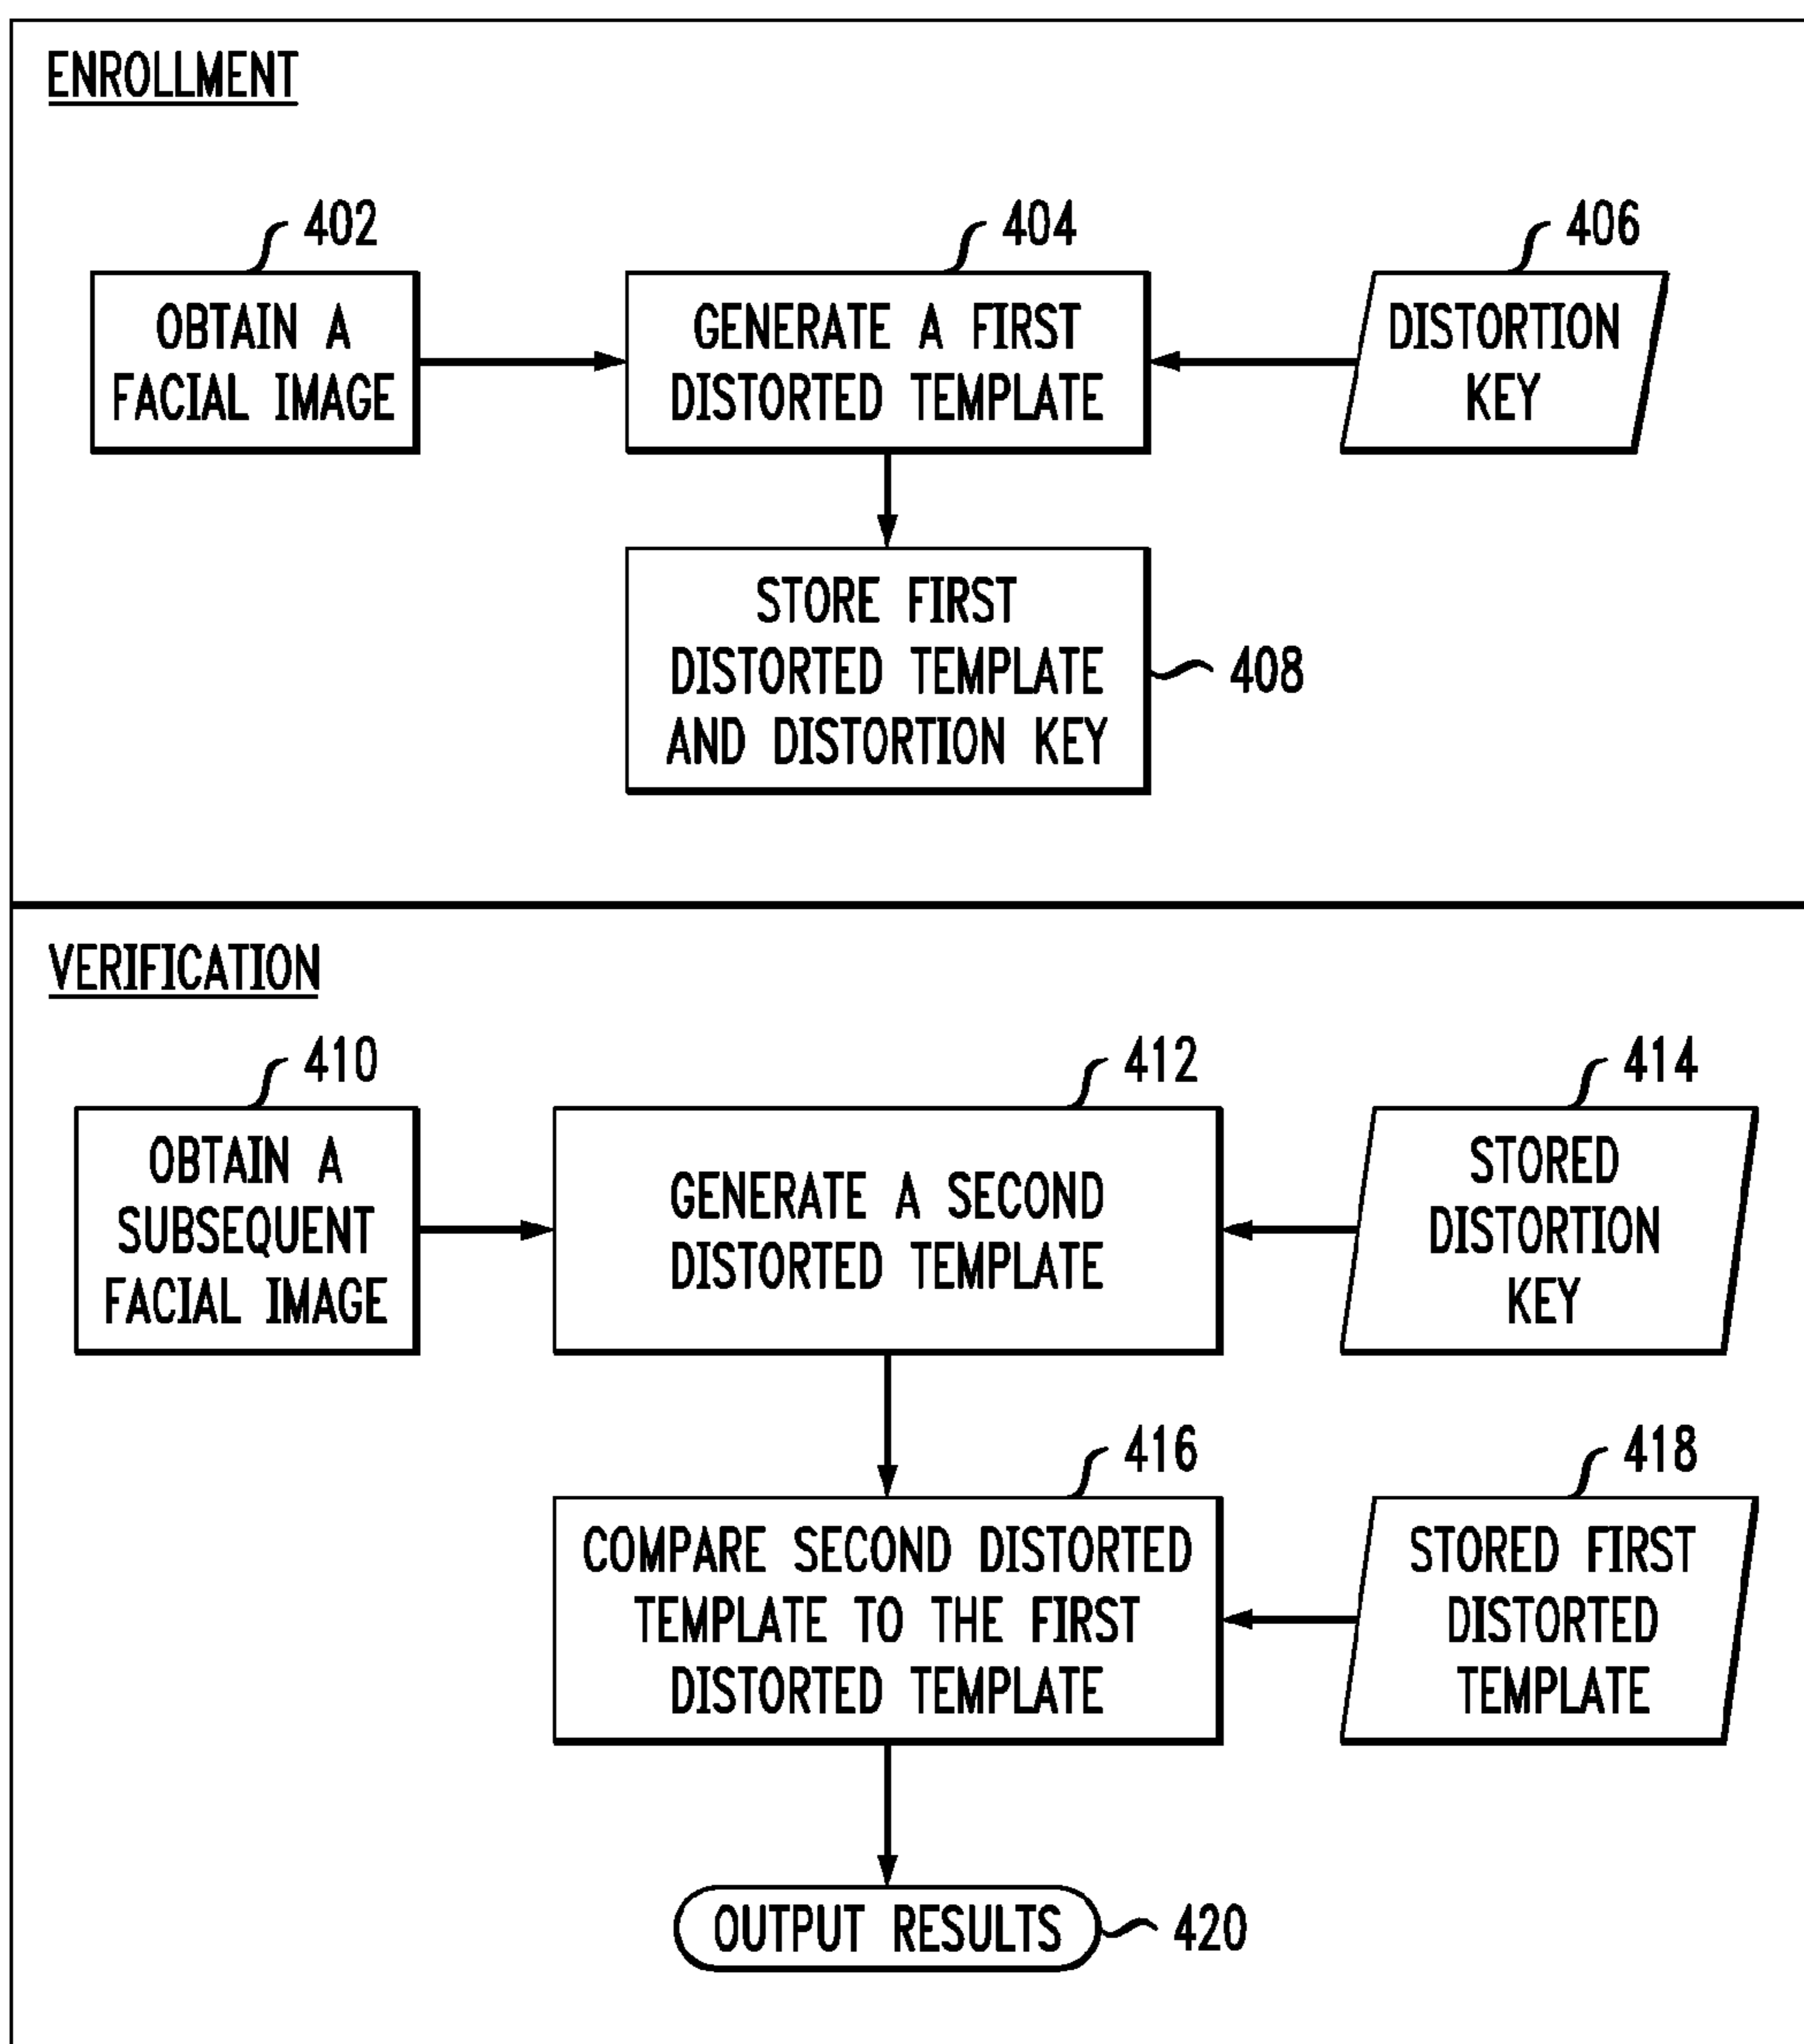 ENROLLMENT
402
OBTAIN A
FACIAL IMAGE
404
GENERATE A FIRST
DISTORTED TEMPLATE
406
DISTORTION
KEY
STORE FIRST
DISTORTED TEMPLATE
AND DISTORTION KEY
408
VERIFICATION
410
OBTAIN A
SUBSEQUENT
FACIAL IMAGE
412
GENERATE A SECOND
DISTORTED TEMPLATE
414
STORED
DISTORTION
KEY
416
COMPARE SECOND DISTORTED
TEMPLATE TO THE FIRST
DISTORTED TEMPLATE
418
STORED FIRST
DISTORTED
TEMPLATE
OUTPUT RESULTS
420